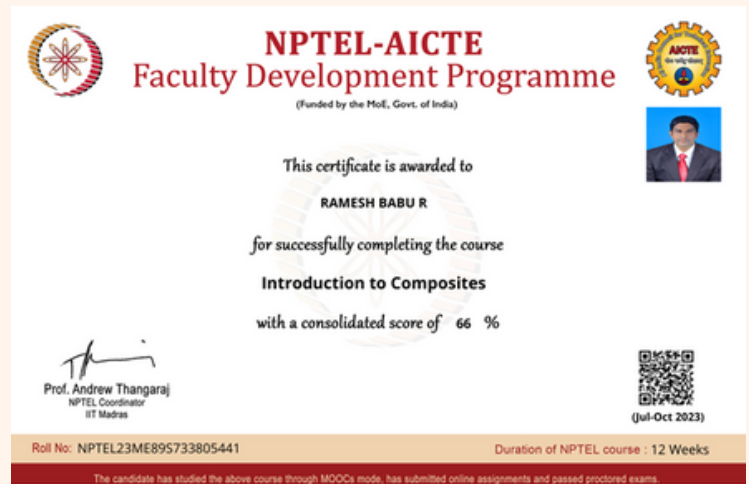 NPTEL-AICTE
Faculty Development Programme
(Funded by the MoE, Govt. of India)
AICTE
This certificate is awarded to
RAMESH BABU R
for successfully completing the course
Introduction to Composites
with a consolidated score of 66 %
Prof. Andrew Thangaraj
NPTEL Coordinator
IIT Madras
(Jul-Oct 2023)
Roll No: NPTEL23ME89S733805441
Duration of NPTEL course : 12 Weeks
The candidate has studied the above course through MOOCs mode, has submitted online assignments and passed proctored exams.